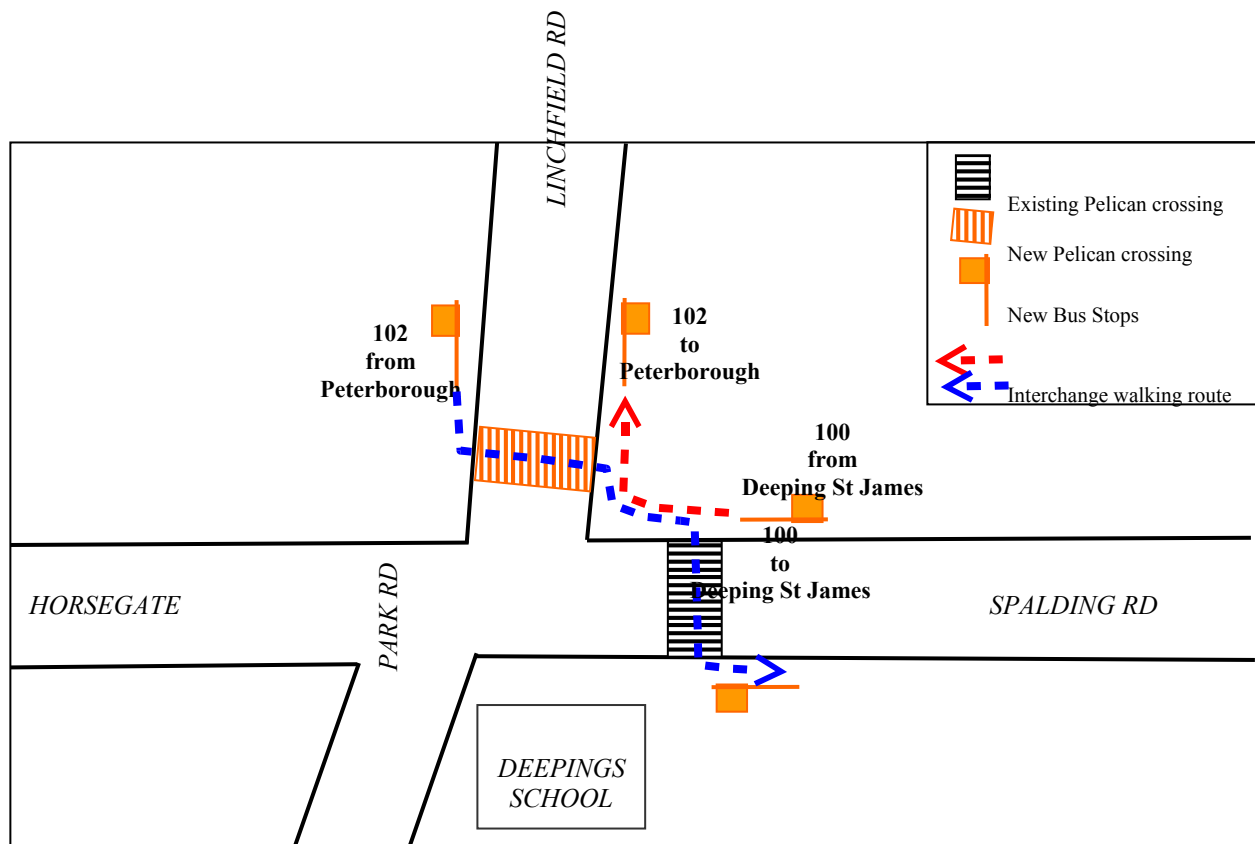 LINCHFIELD RD
Existing Pelican crossing
New Pelican crossing
New Bus Stops
Interchange walking route
102
from
Peterborough
102
to
Peterborough
100
from
Deeping St James
100
to
Deeping St James
HORSEGATE
PARK RD
SPALDING RD
DEEPINGS
SCHOOL